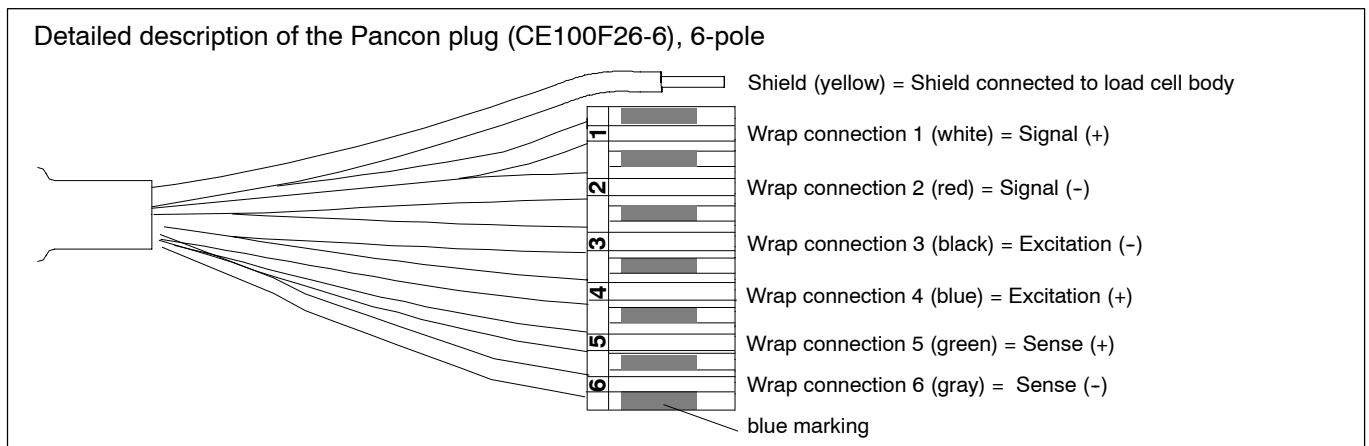 Detailed description of the Pancon plug (CE100F26-6), 6-pole
Shield (yellow) = Shield connected to load cell body
1
Wrap connection 1 (white) = Signal (+)
2
Wrap connection 2 (red) = Signal (-)
3
Wrap connection 3 (black) = Excitation (-)
4
Wrap connection 4 (blue) = Excitation (+)
5
Wrap connection 5 (green) = Sense (+)
6
Wrap connection 6 (gray) = Sense (-)
blue marking